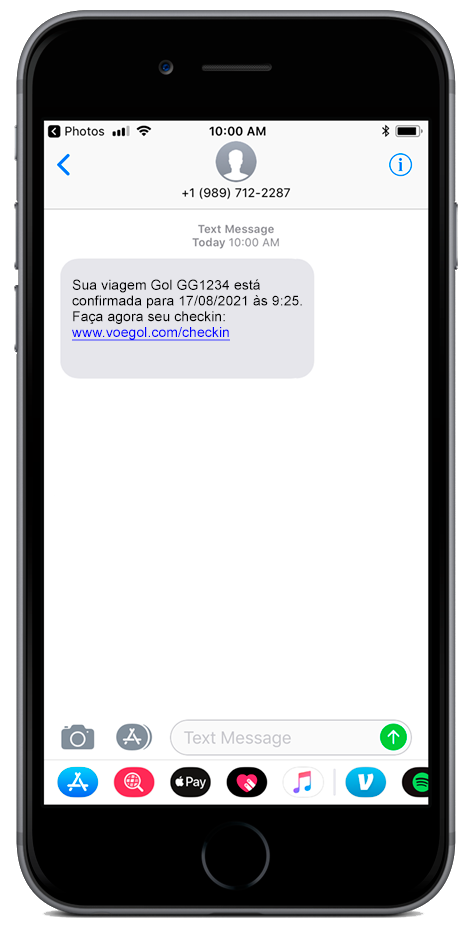 Photos
10:00 AM
+1 (989) 712-2287
Text Message
Today 10:00 AM
Sua viagem Gol GG1234 está
confirmada para 17/08/2021 às 9:25.
Faça agora seu checkin:
www.voegol.com/checkin
Text Message
Pay